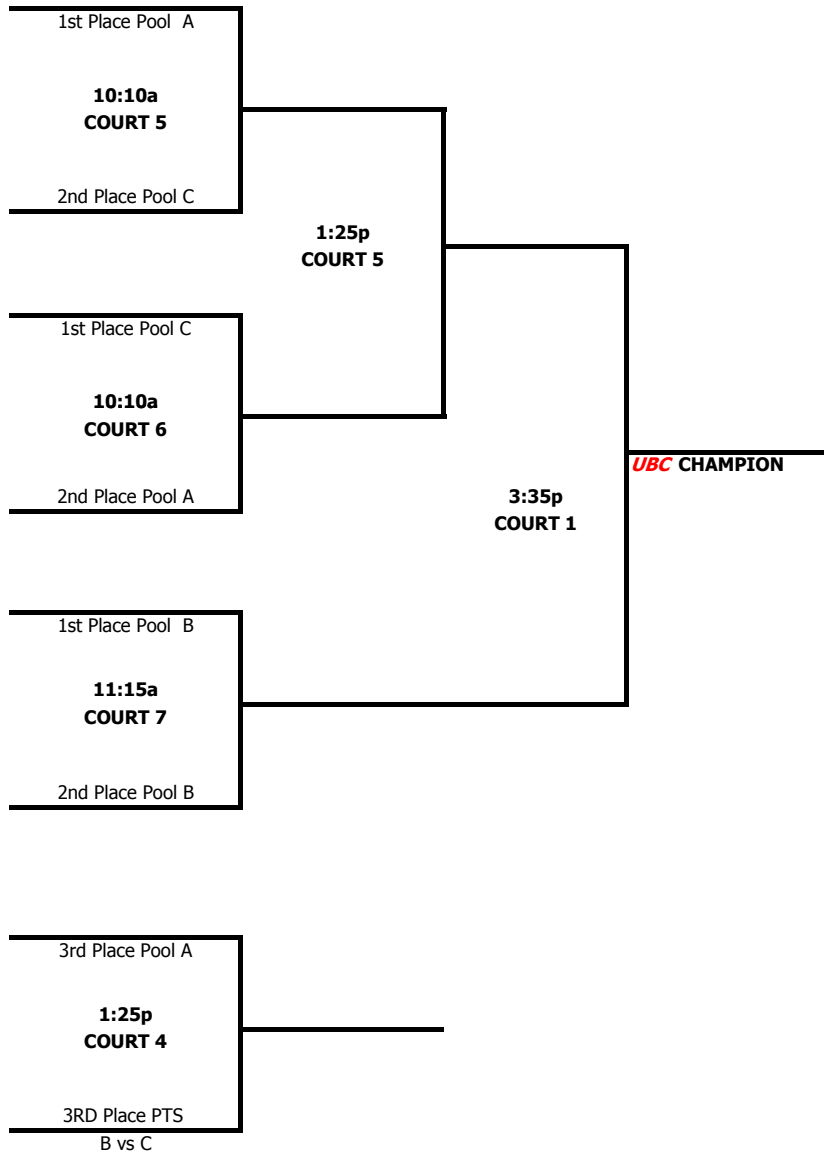 1st Place Pool  A
10:10a
COURT 5
2nd Place Pool C
1:25p
COURT 5
1st Place Pool C
10:10a
COURT 6
2nd Place Pool A
3:35p
COURT 1
UBC CHAMPION
1st Place Pool  B
11:15a
COURT 7
2nd Place Pool B
3rd Place Pool A
1:25p
COURT 4
3RD Place PTS
B vs C